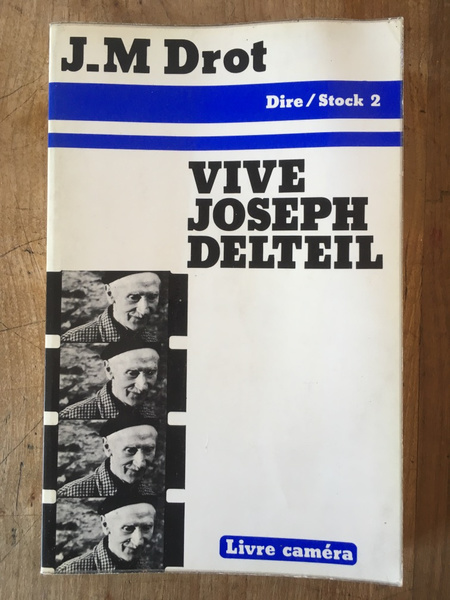 J-M Drot
Dire/Stock 2
VIVE
JOSEPH
DELTEIL
Livre caméra